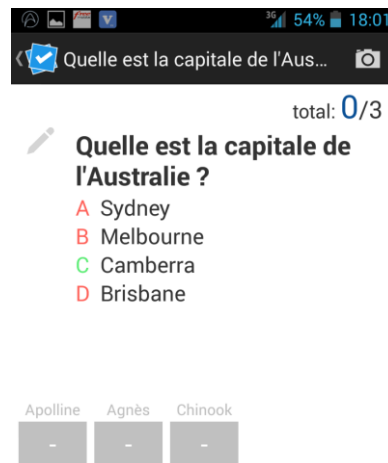 3G 54% 18:01
Quelle est la capitale de l'Aus...
total: 0/3
Quelle est la capitale de
l'Australie ?
A Sydney
B Melbourne
C Camberra
D Brisbane
Apolline Agnès Chinook
- - -